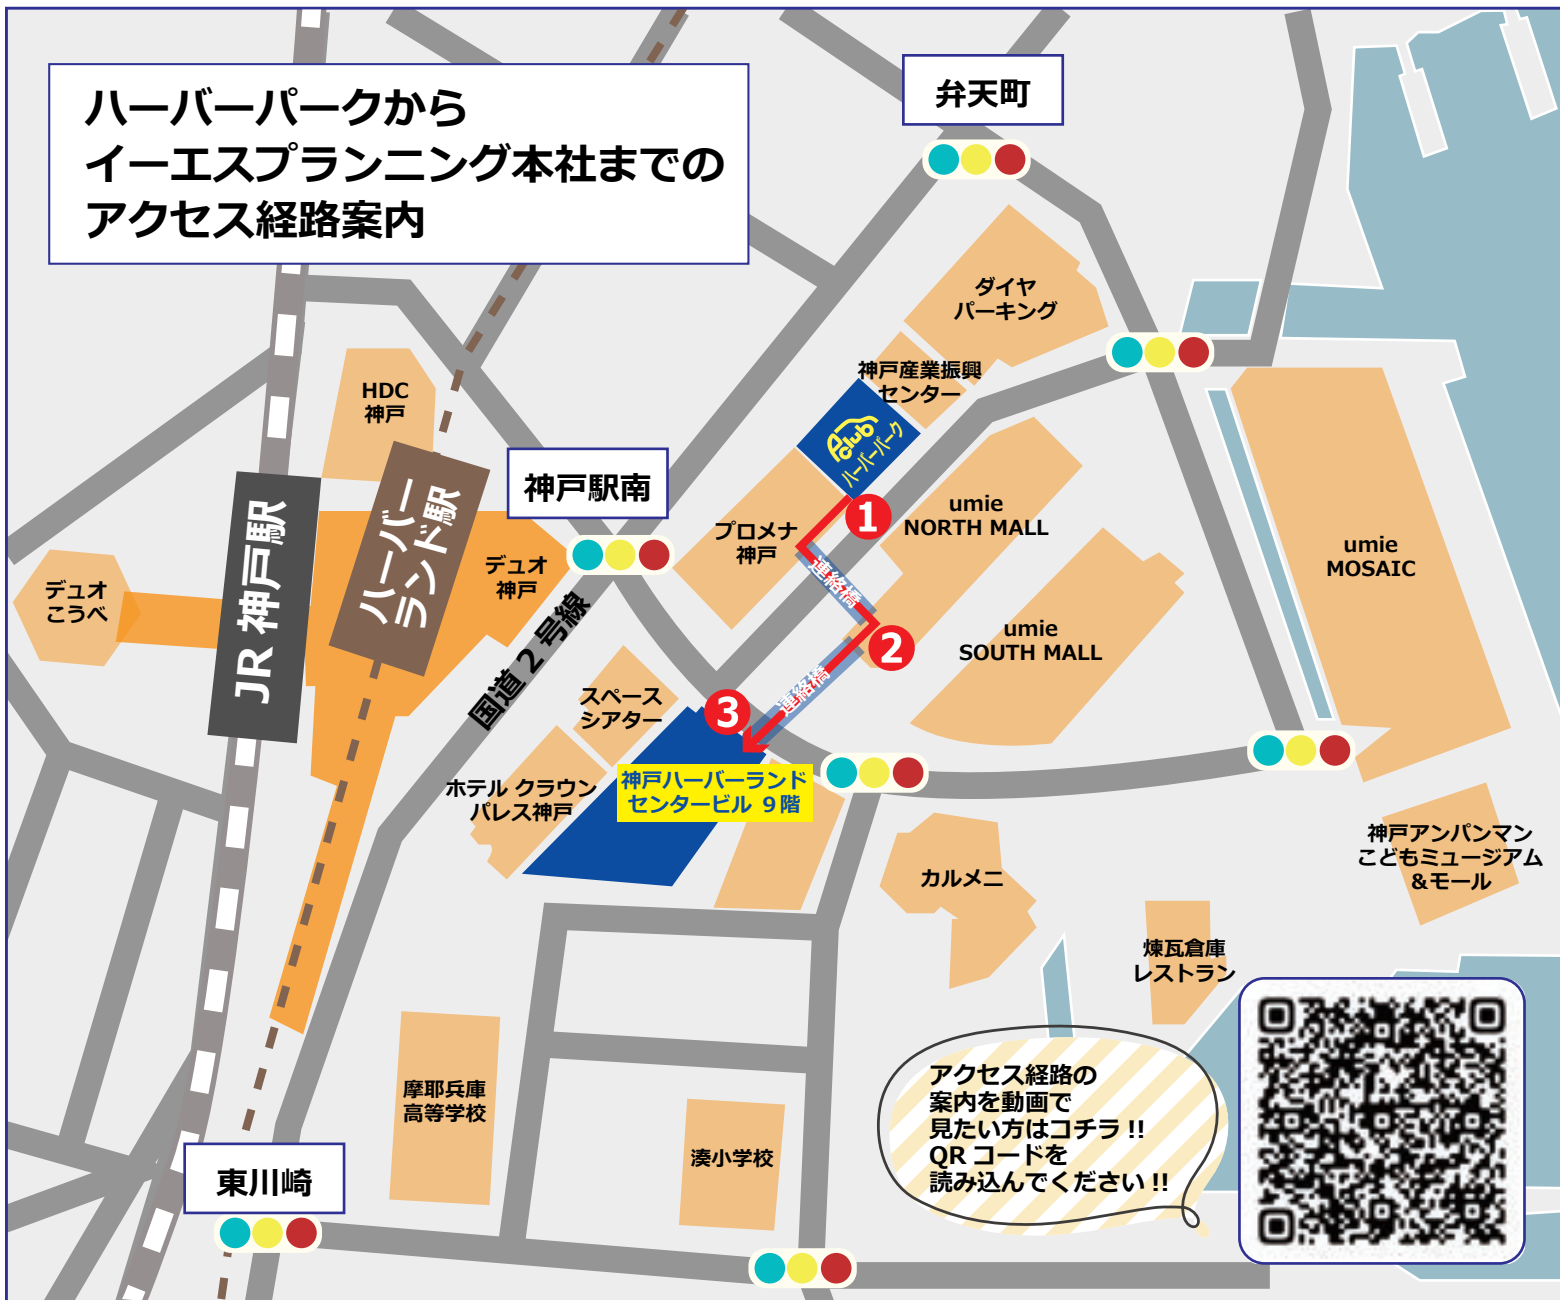 ハーバーパークから
イーエスプランニング本社までの
アクセス経路案内
弁天町
ダイヤ
パーキング
神戸産業振興
センター
HDC
神戸
P club
ハーバーパーク
神戸駅南
ハーバー
ランド駅
JR 神戸駅
デュオ
神戸
デュオ
こうべ
プロメナ
神戸
1
umie
NORTH MALL
umie
MOSAIC
連絡橋
2
umie
SOUTH MALL
国道 2 号線
連絡橋
スペース
シアター
3
ホテル クラウン
パレス神戸
神戸ハーバーランド
センタービル 9階
神戸アンパンマン
こどもミュージアム
&モール
カルメニ
煉瓦倉庫
レストラン
摩耶兵庫
高等学校
湊小学校
東川崎
アクセス経路の
案内を動画で
見たい方はコチラ !!
QR コードを
読み込んでください !!